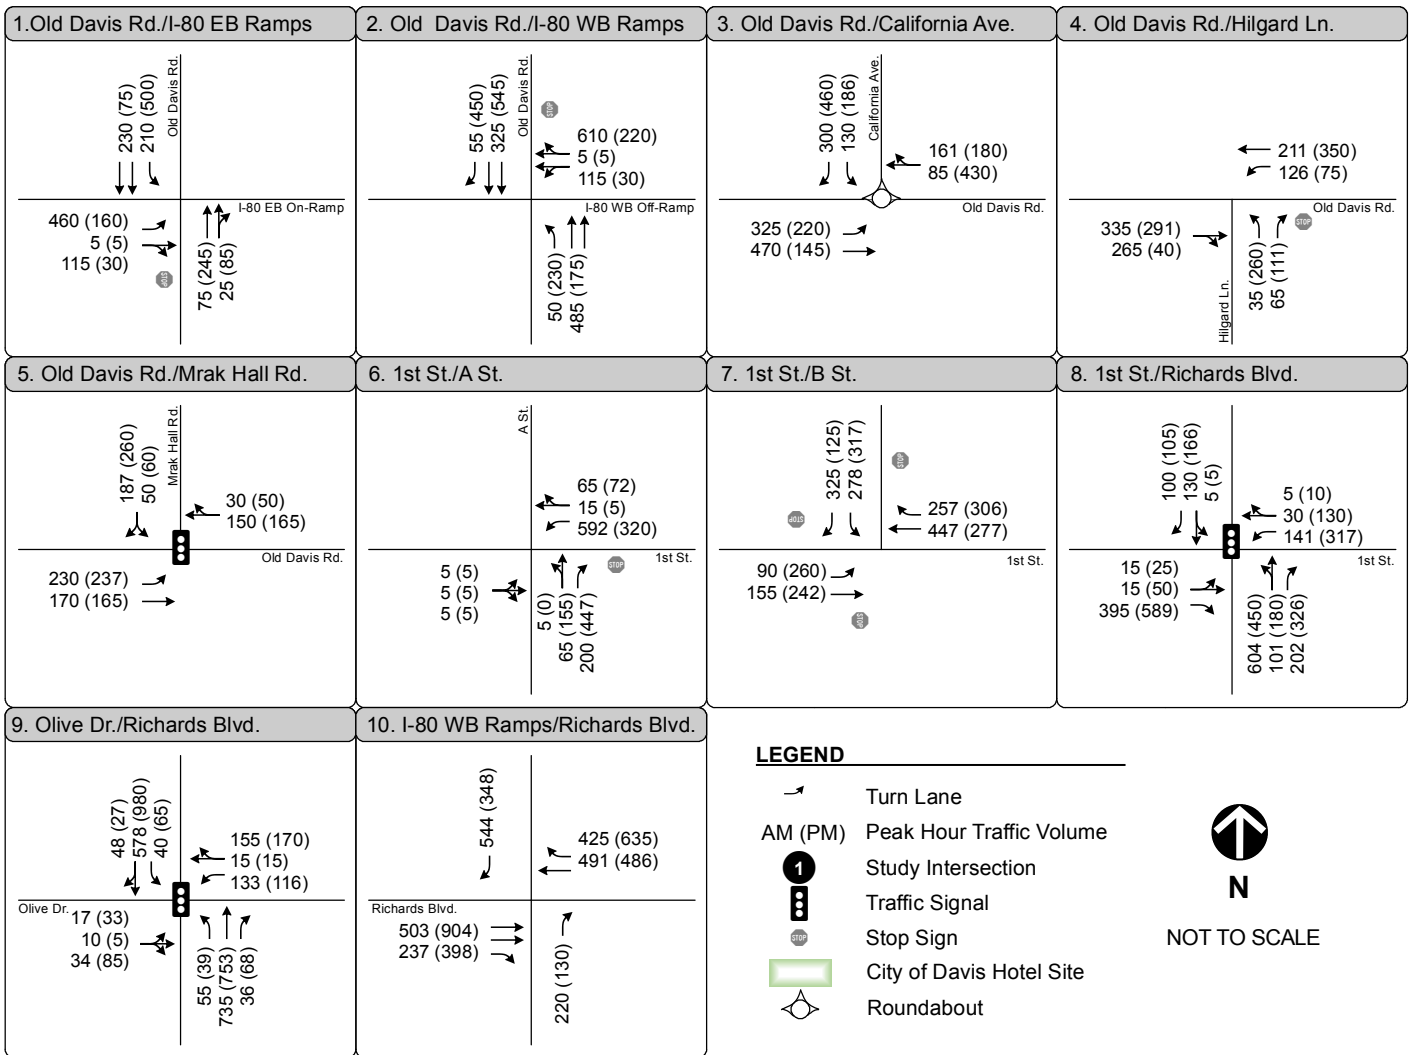 1.Old Davis Rd./I-80 EB Ramps
230 (75)
210 (500)
Old Davis Rd.
I-80 EB On-Ramp
460 (160)
5 (5)
115 (30)
STOP
75 (245)
25 (85)
2. Old Davis Rd./I-80 WB Ramps
55 (450)
325 (545)
Old Davis Rd.
STOP
610 (220)
5 (5)
115 (30)
I-80 WB Off-Ramp
50 (230)
485 (175)
3. Old Davis Rd./California Ave.
300 (460)
130 (186)
California Ave.
161 (180)
85 (430)
Old Davis Rd.
325 (220)
470 (145)
4. Old Davis Rd./Hilgard Ln.
211 (350)
126 (75)
Old Davis Rd.
335 (291)
265 (40)
STOP
Hilgard Ln.
35 (260)
65 (111)
5. Old Davis Rd./Mrak Hall Rd.
187 (260)
50 (60)
Mrak Hall Rd.
30 (50)
150 (165)
Old Davis Rd.
230 (237)
170 (165)
6. 1st St./A St.
A St.
65 (72)
15 (5)
592 (320)
STOP
1st St.
5 (5)
5 (5)
5 (5)
5 (0)
65 (155)
200 (447)
7. 1st St./B St.
325 (125)
278 (317)
STOP
STOP
257 (306)
447 (277)
1st St.
90 (260)
155 (242)
STOP
8. 1st St./Richards Blvd.
100 (105)
130 (166)
5 (5)
5 (10)
30 (130)
141 (317)
1st St.
15 (25)
15 (50)
395 (589)
604 (450)
101 (180)
202 (326)
9. Olive Dr./Richards Blvd.
48 (27)
578 (980)
40 (65)
155 (170)
15 (15)
133 (116)
Olive Dr.
17 (33)
10 (5)
34 (85)
55 (39)
735 (753)
36 (68)
10. I-80 WB Ramps/Richards Blvd.
544 (348)
425 (635)
491 (486)
Richards Blvd.
503 (904)
237 (398)
220 (130)
LEGEND
Turn Lane
AM (PM) Peak Hour Traffic Volume
1 Study Intersection
Traffic Signal
STOP Stop Sign
City of Davis Hotel Site
Roundabout
N
NOT TO SCALE